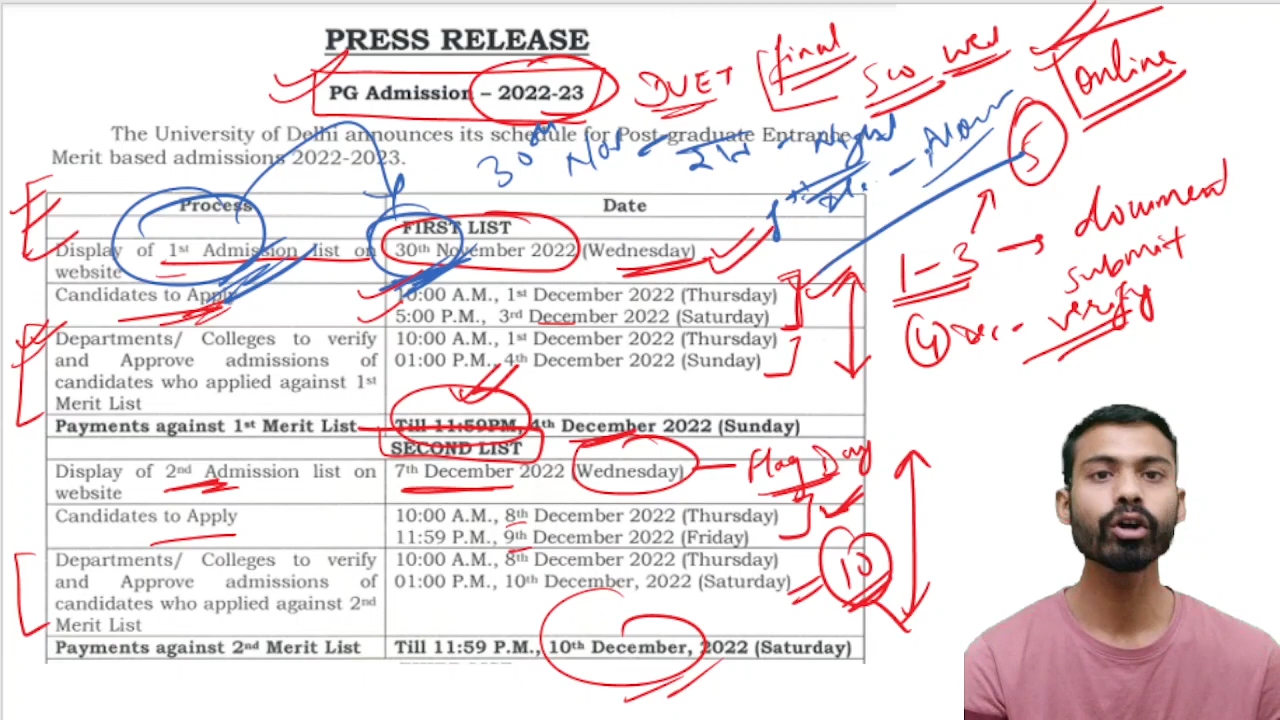 PRESS RELEASE
PG Admission – 2022-23
DUET
final
online
The University of Delhi announces its schedule for Post-graduate Entrance
Merit based admissions 2022-2023.
30th Nov
5
Process Date
FIRST LIST
Display of 1st Admission list on 30th November 2022 (Wednesday)
website
Candidates to Apply 10:00 A.M., 1st December 2022 (Thursday)
5:00 P.M., 3rd December 2022 (Saturday)
1 – 3 → document
submit
4 Dec. - verify
Departments/ Colleges to verify 10:00 A.M., 1st December 2022 (Thursday)
and Approve admissions of 01:00 P.M., 4th December 2022 (Sunday)
candidates who applied against 1st
Merit List
Payments against 1st Merit List Till 11:59PM, 4th December 2022 (Sunday)
SECOND LIST
Display of 2nd Admission list on 7th December 2022 (Wednesday)
website
Flag Day
Candidates to Apply 10:00 A.M., 8th December 2022 (Thursday)
11:59 P.M., 9th December 2022 (Friday)
Departments/ Colleges to verify 10:00 A.M., 8th December 2022 (Thursday)
and Approve admissions of 01:00 P.M., 10th December, 2022 (Saturday)
candidates who applied against 2nd
Merit List
10
Payments against 2nd Merit List Till 11:59 P.M., 10th December, 2022 (Saturday)